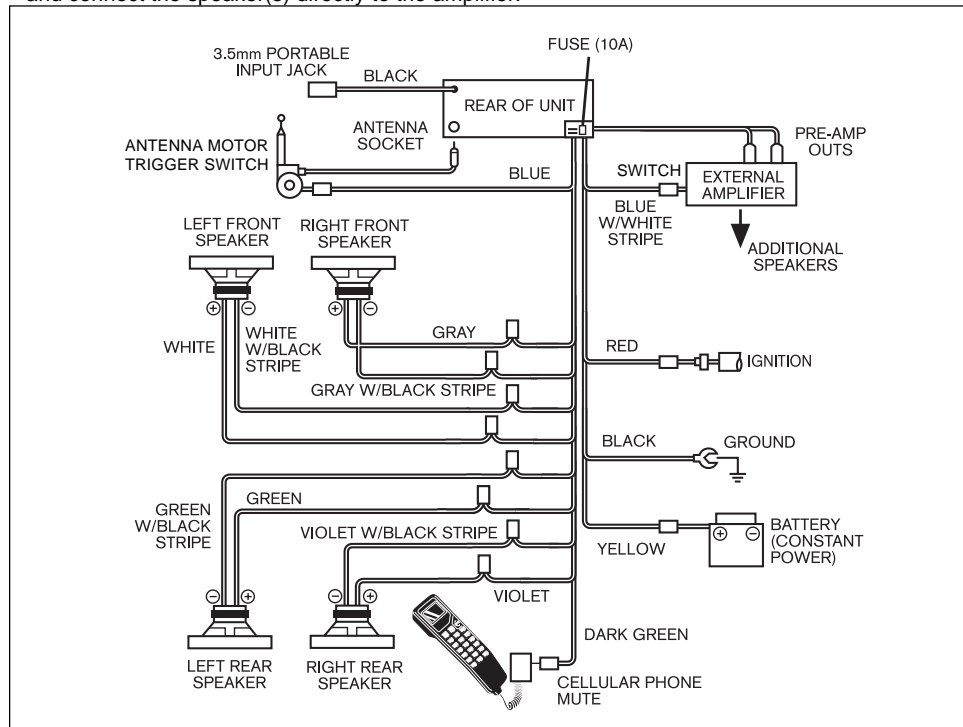 and connect the speaker(s) directly to the amplifier.
FUSE (10A)
3.5mm PORTABLE
INPUT JACK
BLACK
REAR OF UNIT
ANTENNA
SOCKET
ANTENNA MOTOR
TRIGGER SWITCH
BLUE
PRE-AMP
OUTS
SWITCH
EXTERNAL
AMPLIFIER
BLUE
W/WHITE
STRIPE
ADDITIONAL
SPEAKERS
LEFT FRONT
SPEAKER
RIGHT FRONT
SPEAKER
+ −
+ −
WHITE
WHITE
W/BLACK
STRIPE
GRAY
GRAY W/BLACK STRIPE
RED
IGNITION
BLACK
GROUND
GREEN
W/BLACK
STRIPE
GREEN
VIOLET W/BLACK STRIPE
VIOLET
YELLOW
+ −
BATTERY
(CONSTANT
POWER)
− +
− +
LEFT REAR
SPEAKER
RIGHT REAR
SPEAKER
DARK GREEN
CELLULAR PHONE
MUTE